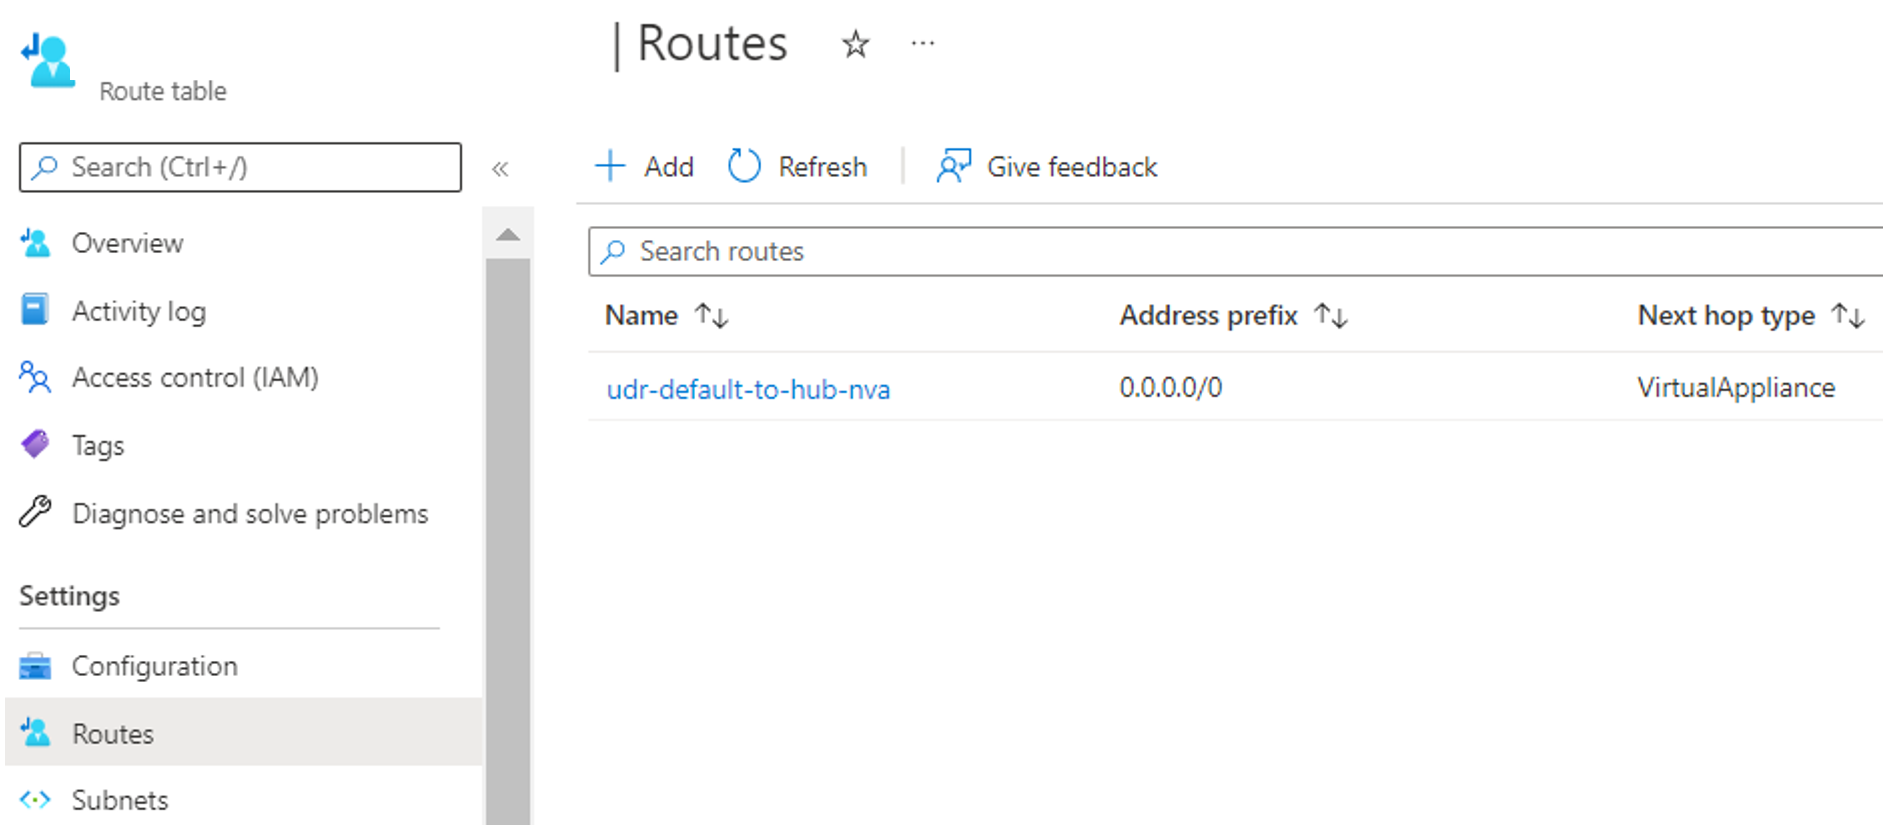 | Routes
Route table
Search (Ctrl+/)
Overview
Activity log
Access control (IAM)
Tags
Diagnose and solve problems
Settings
Configuration
Routes
Subnets
Add Refresh Give feedback
Search routes
Name Address prefix Next hop type
udr-default-to-hub-nva 0.0.0.0/0 VirtualAppliance